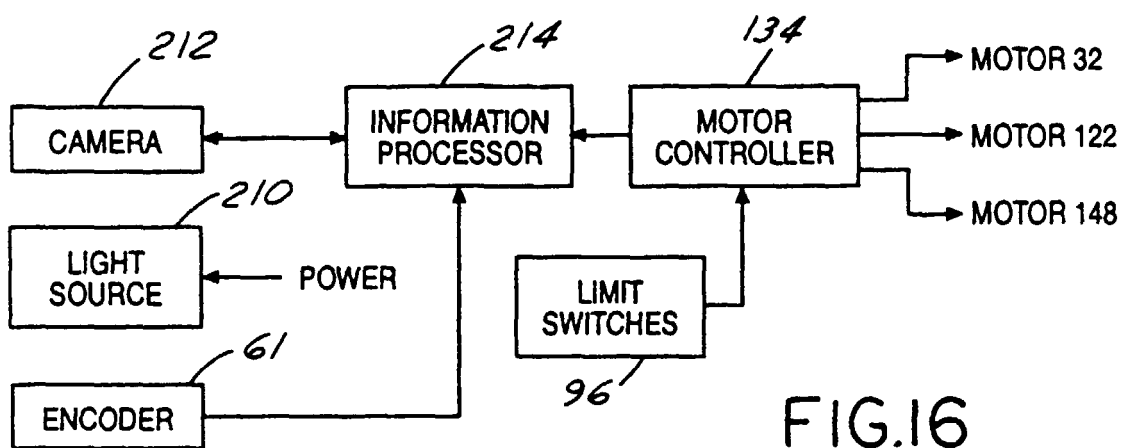 212
214
134
CAMERA
INFORMATION
PROCESSOR
MOTOR
CONTROLLER
MOTOR 32
MOTOR 122
MOTOR 148
210
LIGHT
SOURCE
POWER
LIMIT
SWITCHES
96
61
ENCODER
FIG.16